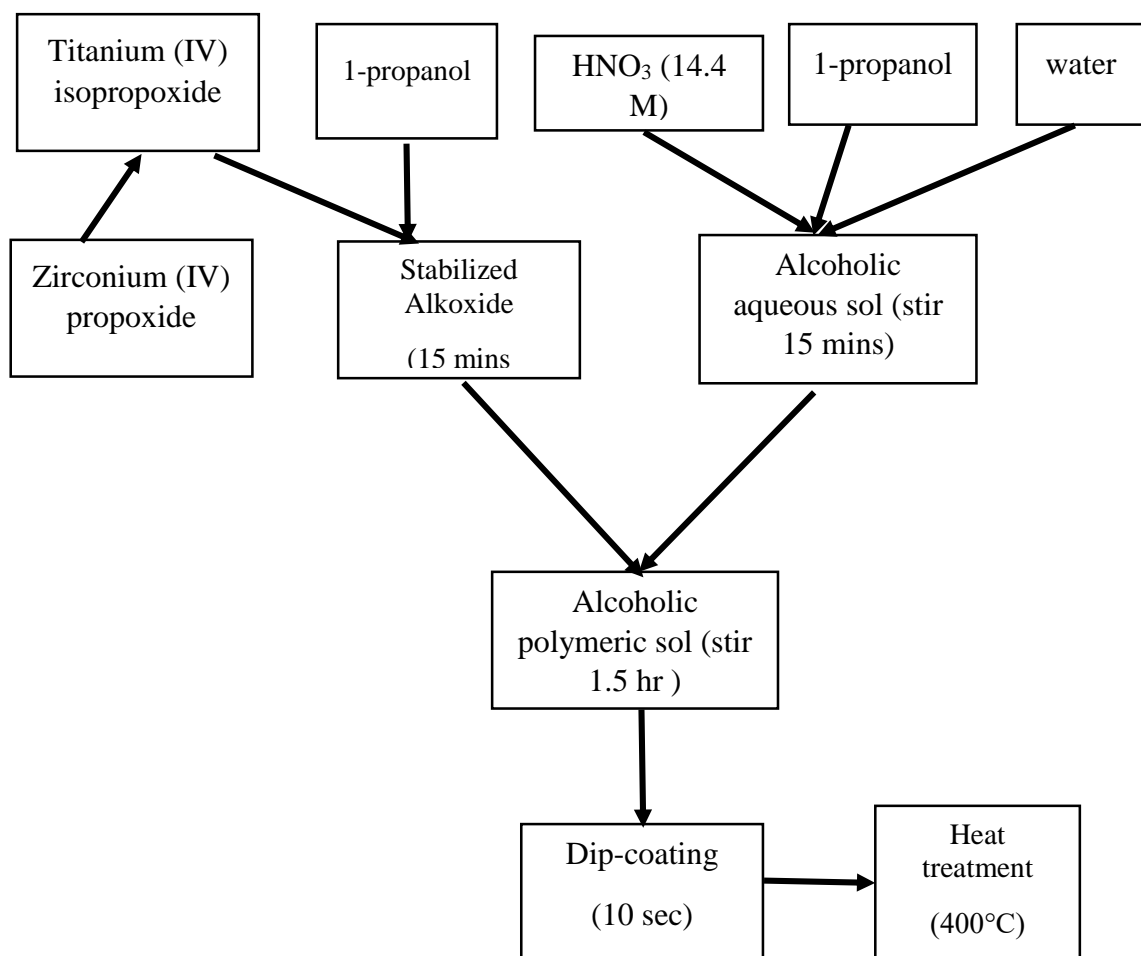 Titanium (IV)
isopropoxide
1-propanol
HNO₃ (14.4
M)
1-propanol
water
Zirconium (IV)
propoxide
Stabilized
Alkoxide
(15 mins
Alcoholic
aqueous sol (stir
15 mins)
Alcoholic
polymeric sol (stir
1.5 hr )
Dip-coating
(10 sec)
Heat
treatment
(400°C)